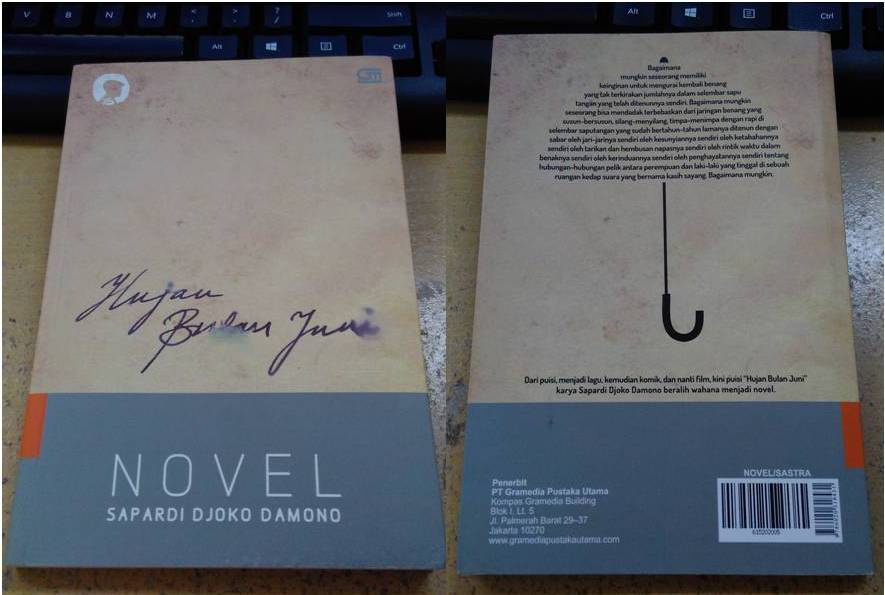 V B N M < , > . ? / Shift
Alt Ctrl
Hujan
Bulan Juni
NOVEL
SAPARDI DJOKO DAMONO
Alt Ctrl
Bagaimana
mungkin seseorang memiliki
keinginan untuk mengurai kembali benang
yang tak terkirakan jumlahnya dalam selembar sapu
tangan yang telah ditenunnya sendiri. Bagaimana mungkin
seseorang bisa mendadak terbebaskan dari jaringan benang yang
susun-bersusun, silang-menyilang, timpa-menimpa dengan rapi di
selembar saputangan yang sudah bertahun-tahun lamanya ditenun dengan
sabar oleh jari-jarinya sendiri oleh kesunyiannya sendiri oleh ketabahannya
sendiri oleh tarikan dan hembusan napasnya sendiri oleh rintik waktu dalam
benaknya sendiri oleh kerinduannya sendiri oleh penghayatannya sendiri tentang
hubungan-hubungan pelik antara perempuan dan laki-laki yang tinggal di sebuah
ruangan kedap suara yang bernama kasih sayang. Bagaimana mungkin.
Dari puisi, menjadi lagu, kemudian komik, dan nanti film, kini puisi "Hujan Bulan Juni"
karya Sapardi Djoko Damono beralih wahana menjadi novel.
Penerbit
PT Gramedia Pustaka Utama
Kompas Gramedia Building
Blok I, Lt. 5
Jl. Palmerah Barat 29-37
Jakarta 10270
www.gramediapustakautama.com
NOVEL/SASTRA
615202005